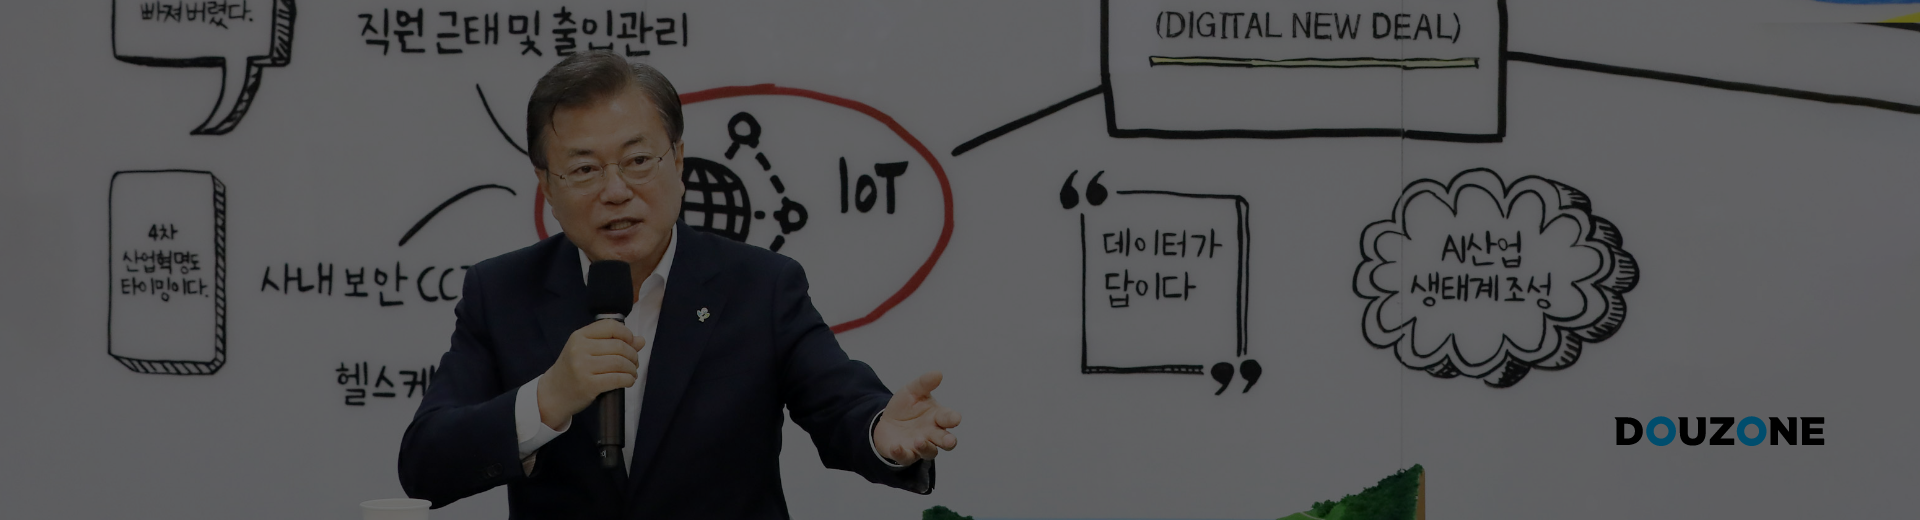 빠져버렸다.
직원 근태 및 출입관리
(DIGITAL NEW DEAL)
IoT
4차
산업혁명도
타이밍이다.
사내 보안 CC
헬스케
데이터가
답이다
AI산업
생태계 조성
DOUZONE